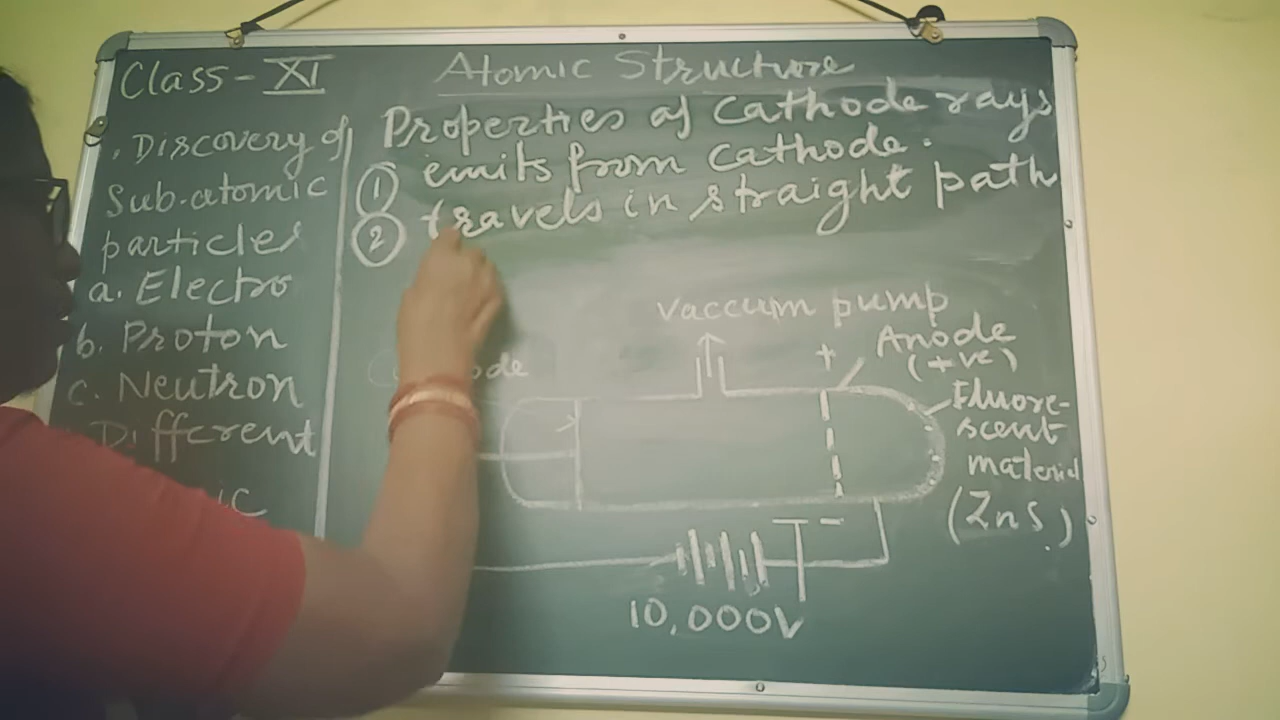 Class - XI
Atomic Structure
. Discovery of
Sub-atomic
particles
a. Electro
b. Proton
c. Neutron
Different
Properties of Cathode rays
① emits from cathode.
② travels in straight path
vaccum pump
+
Anode
(+ve)
Fluore-
scent
material
(ZnS)
-
10,000V